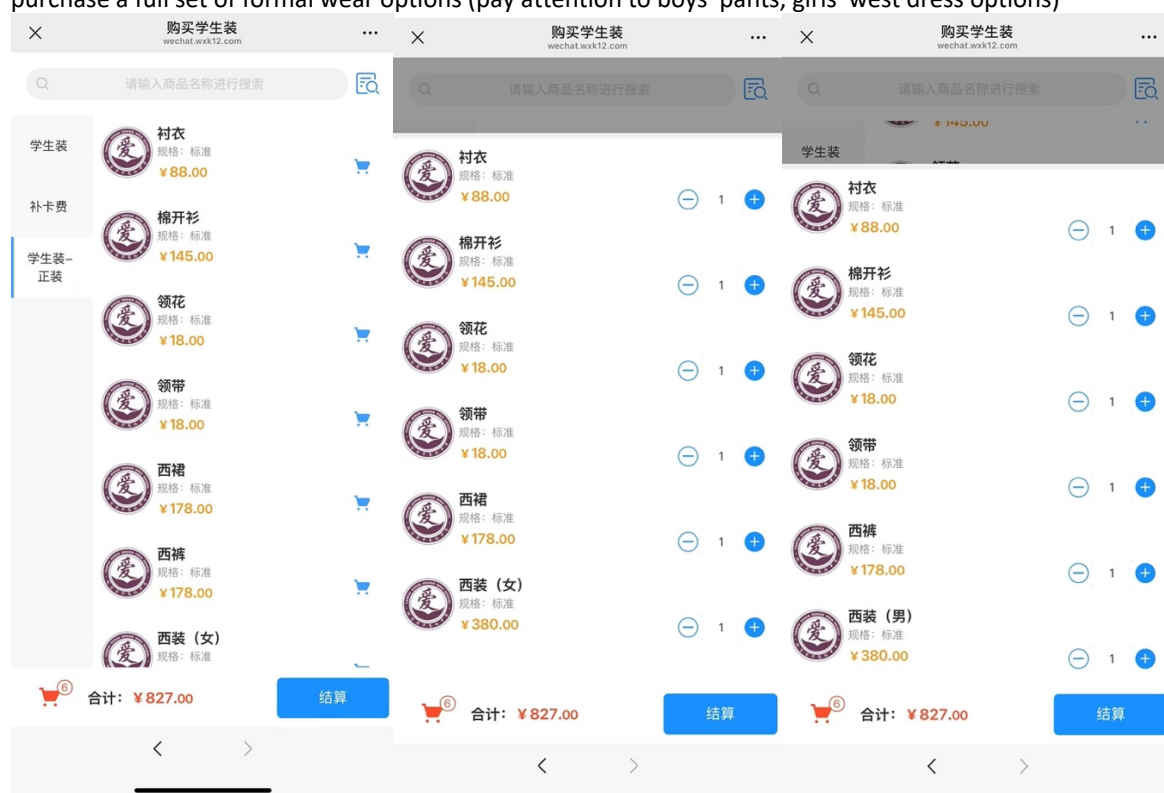 purchase a full set of formal wear options (pay attention to boys' pants, girls' west dress options)
购买学生装
wechat.wxk12.com
请输入商品名称进行搜索
学生装
补卡费
学生装-
正装
衬衣
规格：标准
¥88.00
棉开衫
规格：标准
¥145.00
领花
规格：标准
¥18.00
领带
规格：标准
¥18.00
西裙
规格：标准
¥178.00
西裤
规格：标准
¥178.00
西装（女）
规格：标准
6
合计：¥827.00
结算
购买学生装
wechat.wxk12.com
请输入商品名称进行搜索
衬衣
规格：标准
¥88.00
1
棉开衫
规格：标准
¥145.00
1
领花
规格：标准
¥18.00
1
领带
规格：标准
¥18.00
1
西裙
规格：标准
¥178.00
1
西装（女）
规格：标准
¥380.00
1
6
合计：¥827.00
结算
购买学生装
wechat.wxk12.com
请输入商品名称进行搜索
¥145.00
学生装
衬衣
规格：标准
¥88.00
1
棉开衫
规格：标准
¥145.00
1
领花
规格：标准
¥18.00
1
领带
规格：标准
¥18.00
1
西裤
规格：标准
¥178.00
1
西装（男）
规格：标准
¥380.00
1
6
合计：¥827.00
结算